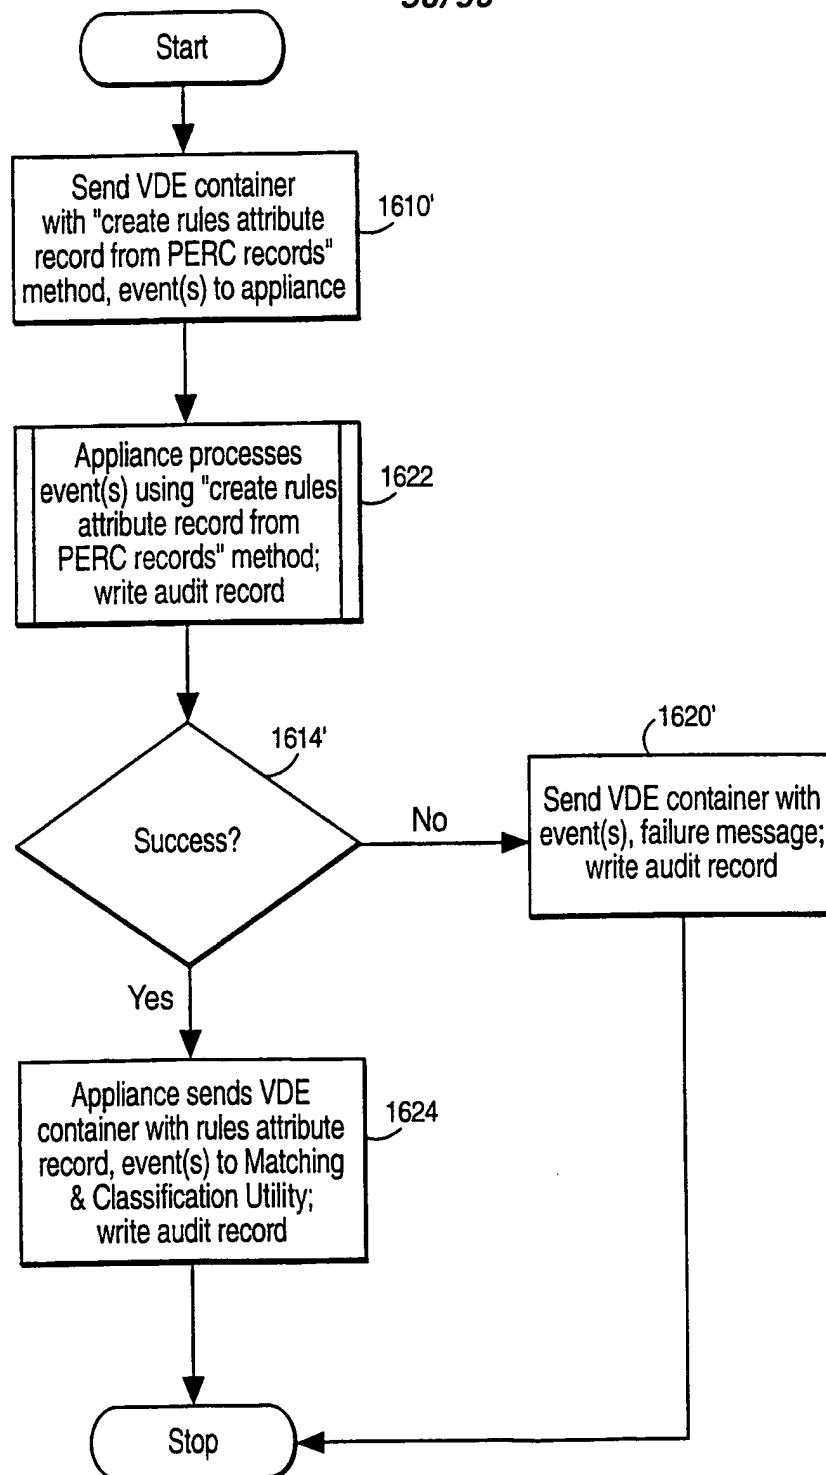 Start
Send VDE container
with "create rules attribute
record from PERC records"
method, event(s) to appliance
1610'
Appliance processes
event(s) using "create rules
attribute record from
PERC records" method;
write audit record
1622
1614'
Success?
No
1620'
Send VDE container with
event(s), failure message;
write audit record
Yes
Appliance sends VDE
container with rules attribute
record, event(s) to Matching
& Classification Utility;
write audit record
1624
Stop